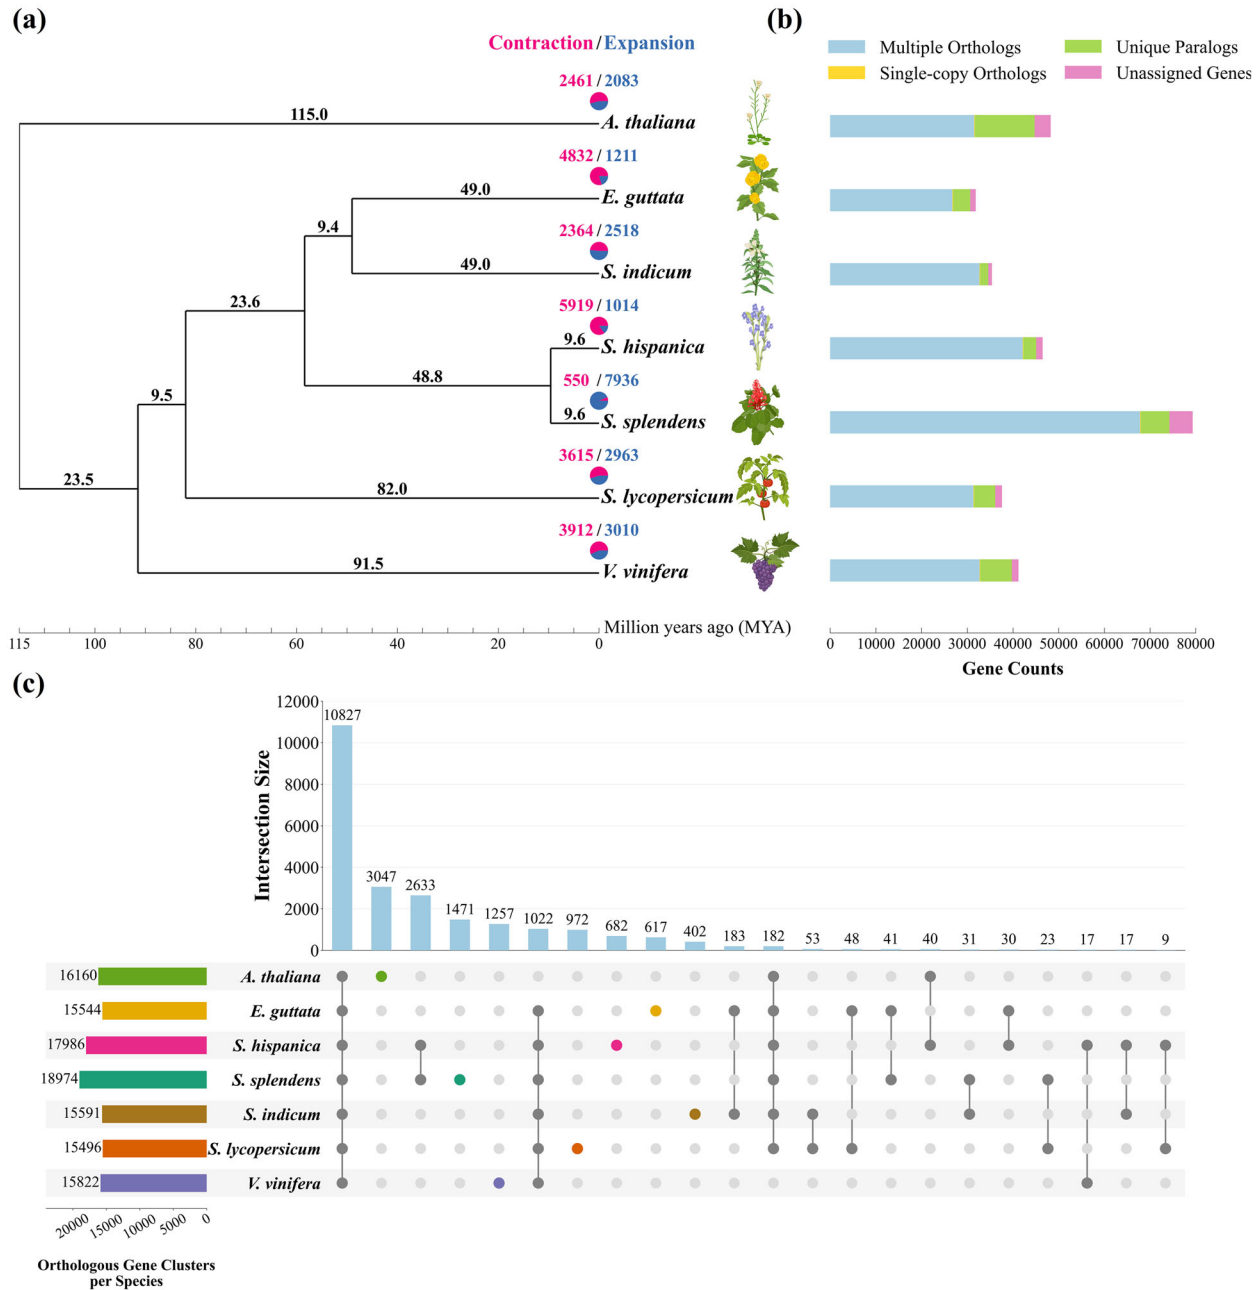 (a)
Contraction/Expansion
2461/2083
115.0
A. thaliana
4832/1211
49.0
E. guttata
9.4
2364/2518
49.0
S. indicum
23.6
5919/1014
9.6
S. hispanica
48.8
550 /7936
9.6
S. splendens
9.5
3615/2963
23.5
82.0
S. lycopersicum
3912/3010
91.5
V. vinifera
115 100 80 60 40 20 0
Million years ago (MYA)
(b)
Multiple Orthologs
Unique Paralogs
Single-copy Orthologs
Unassigned Genes
0 10000 20000 30000 40000 50000 60000 70000 80000
Gene Counts
(c)
Intersection Size
12000
10000
8000
6000
4000
2000
0
10827 3047 2633 1471 1257 1022 972 682 617 402 183 182 53 48 41 40 31 30 23 17 17 9
16160 A. thaliana
15544 E. guttata
17986 S. hispanica
18974 S. splendens
15591 S. indicum
15496 S. lycopersicum
15822 V. vinifera
20000 15000 10000 5000 0
Orthologous Gene Clusters
per Species